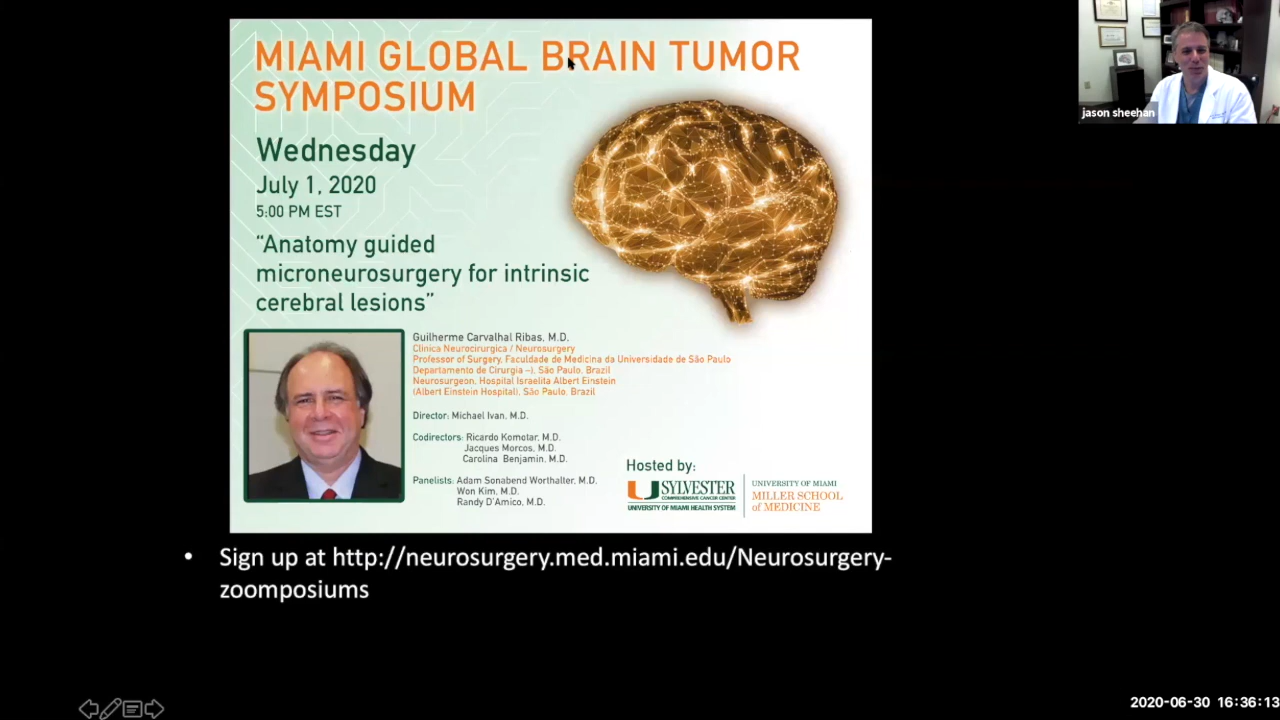 MIAMI GLOBAL BRAIN TUMOR
SYMPOSIUM
Wednesday
July 1, 2020
5:00 PM EST
“Anatomy guided
microneurosurgery for intrinsic
cerebral lesions”
Guilherme Carvalhal Ribas, M.D.
Clinica Neurocirurgica / Neurosurgery
Professor of Surgery, Faculdade de Medicina da Universidade de São Paulo
Departamento de Cirurgia –), São Paulo, Brazil
Neurosurgeon, Hospital Israelita Albert Einstein
(Albert Einstein Hospital), São Paulo, Brazil
Director: Michael Ivan, M.D.
Codirectors: Ricardo Komotar, M.D.
Jacques Morcos, M.D.
Carolina Benjamin, M.D.
Panelists: Adam Sonabend Worthalter, M.D.
Won Kim, M.D.
Randy D'Amico, M.D.
Hosted by:
SYLVESTER
COMPREHENSIVE CANCER CENTER
UNIVERSITY OF MIAMI HEALTH SYSTEM
UNIVERSITY OF MIAMI
MILLER SCHOOL
of MEDICINE
• Sign up at http://neurosurgery.med.miami.edu/Neurosurgery-
zoomposiums
jason sheehan
2020-06-30 16:36:13